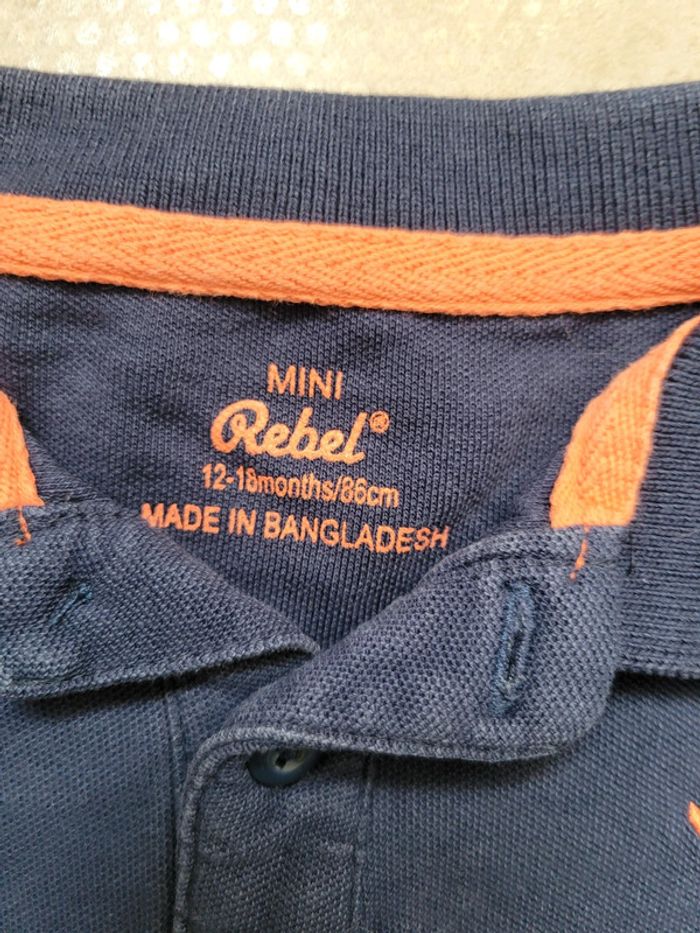 MINI
Rebel®
12-18months/86cm
MADE IN BANGLADESH